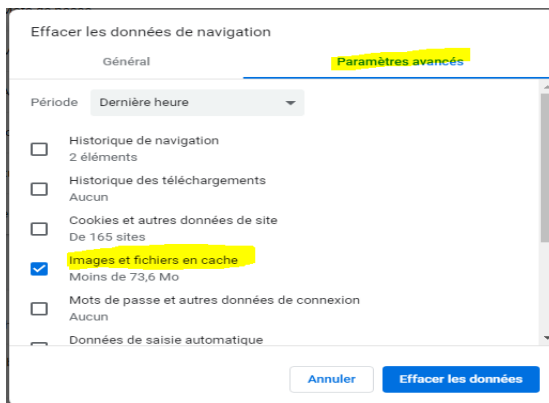 Effacer les données de navigation
Général
Paramètres avancés
Période
Dernière heure
Historique de navigation
2 éléments
Historique des téléchargements
Aucun
Cookies et autres données de site
De 165 sites
Images et fichiers en cache
Moins de 73,6 Mo
Mots de passe et autres données de connexion
Aucun
Données de saisie automatique
Annuler
Effacer les données